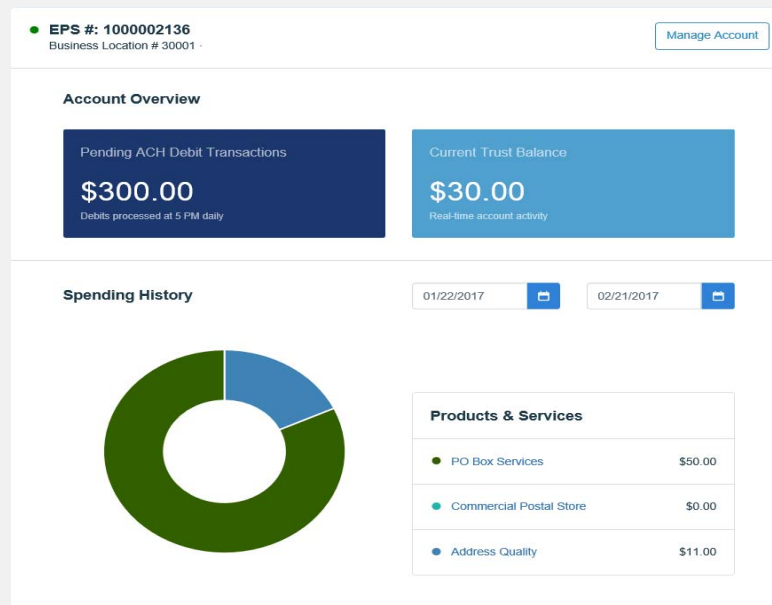 EPS #: 1000002136
Business Location # 30001 ·
Manage Account
Account Overview
Pending ACH Debit Transactions
$300.00
Debits processed at 5 PM daily
Current Trust Balance
$30.00
Real-time account activity
Spending History
01/22/2017
02/21/2017
Products & Services
PO Box Services $50.00
Commercial Postal Store $0.00
Address Quality $11.00